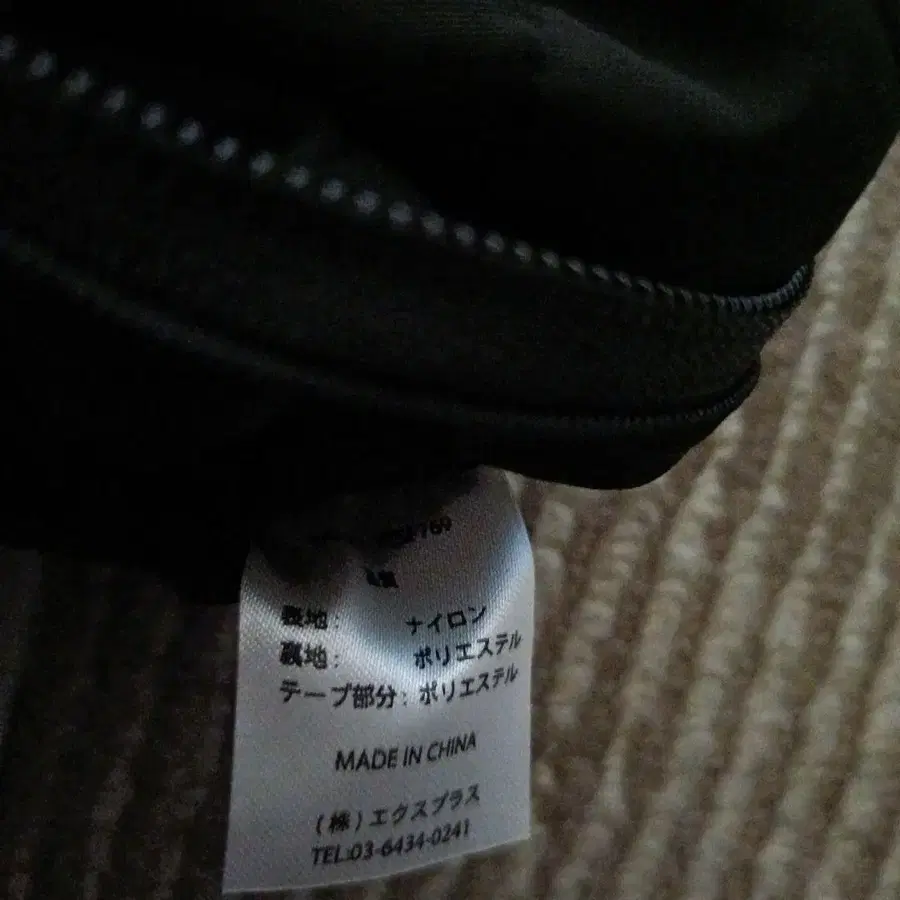 769
表地: ナイロン
裏地: ポリエステル
テープ部分: ポリエステル
MADE IN CHINA
(株)エクスプラス
TEL:03-6434-0241